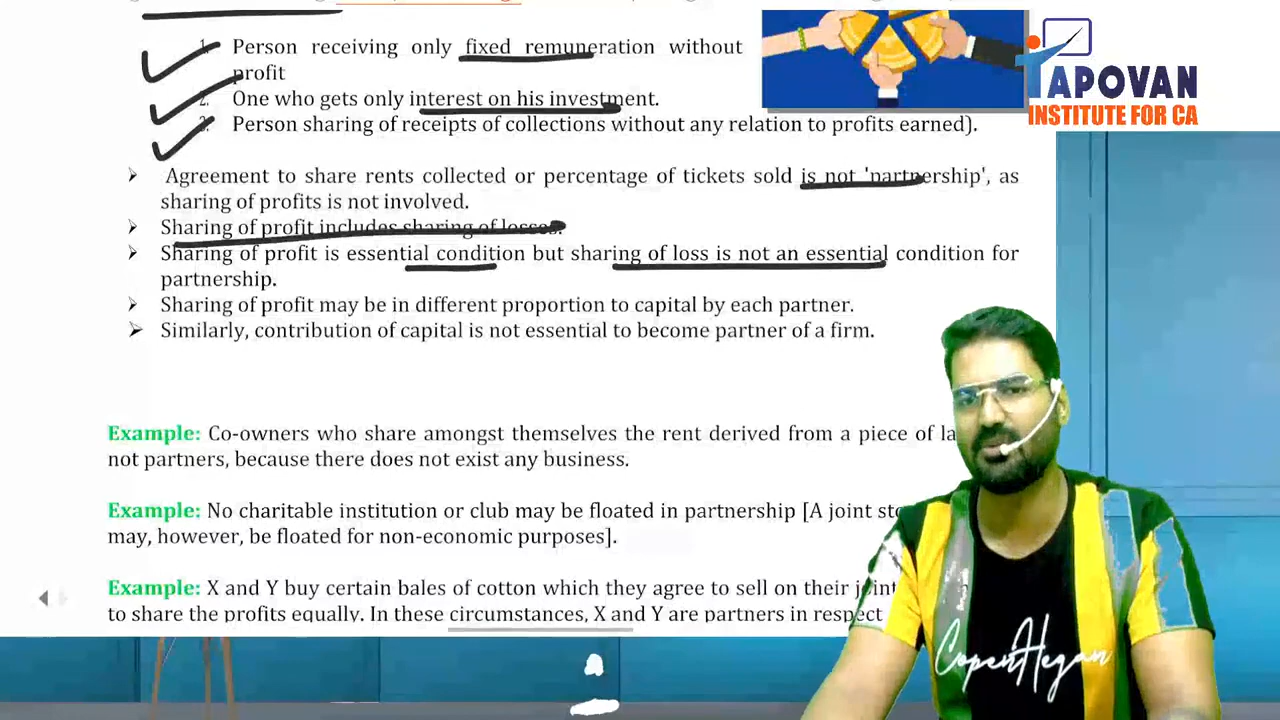 1. Person receiving only fixed remuneration without
profit
2. One who gets only interest on his investment.
3. Person sharing of receipts of collections without any relation to profits earned).
TAPOVAN
INSTITUTE FOR CA
➢ Agreement to share rents collected or percentage of tickets sold is not 'partnership', as
sharing of profits is not involved.
➢ Sharing of profit includes sharing of losses.
➢ Sharing of profit is essential condition but sharing of loss is not an essential condition for
partnership.
➢ Sharing of profit may be in different proportion to capital by each partner.
➢ Similarly, contribution of capital is not essential to become partner of a firm.
Example: Co-owners who share amongst themselves the rent derived from a piece of
not partners, because there does not exist any business.
Example: No charitable institution or club may be floated in partnership [A joint
may, however, be floated for non-economic purposes].
Example: X and Y buy certain bales of cotton which they agree to sell on their
to share the profits equally. In these circumstances, X and Y are partners in respect
CopenHegan